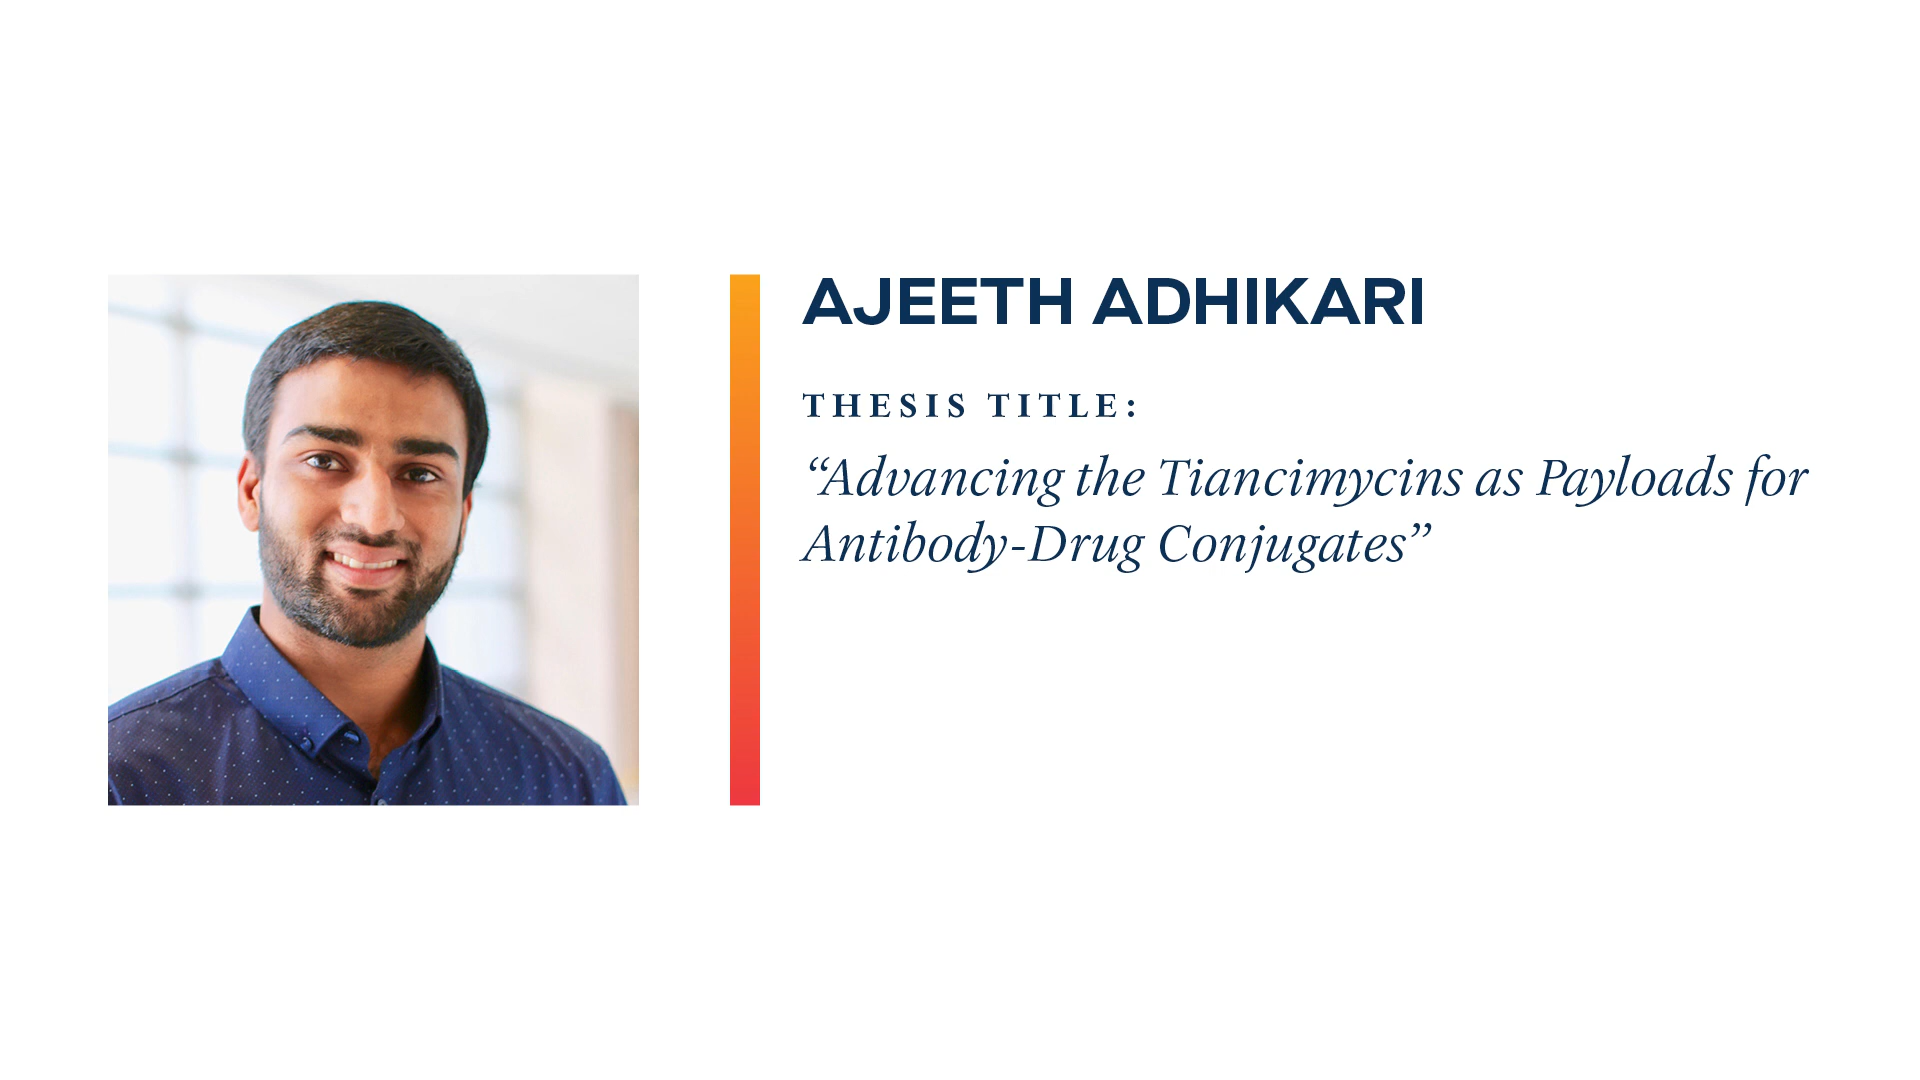 AJEETH ADHIKARI
THESIS TITLE:
“Advancing the Tiancimycins as Payloads for
Antibody-Drug Conjugates”